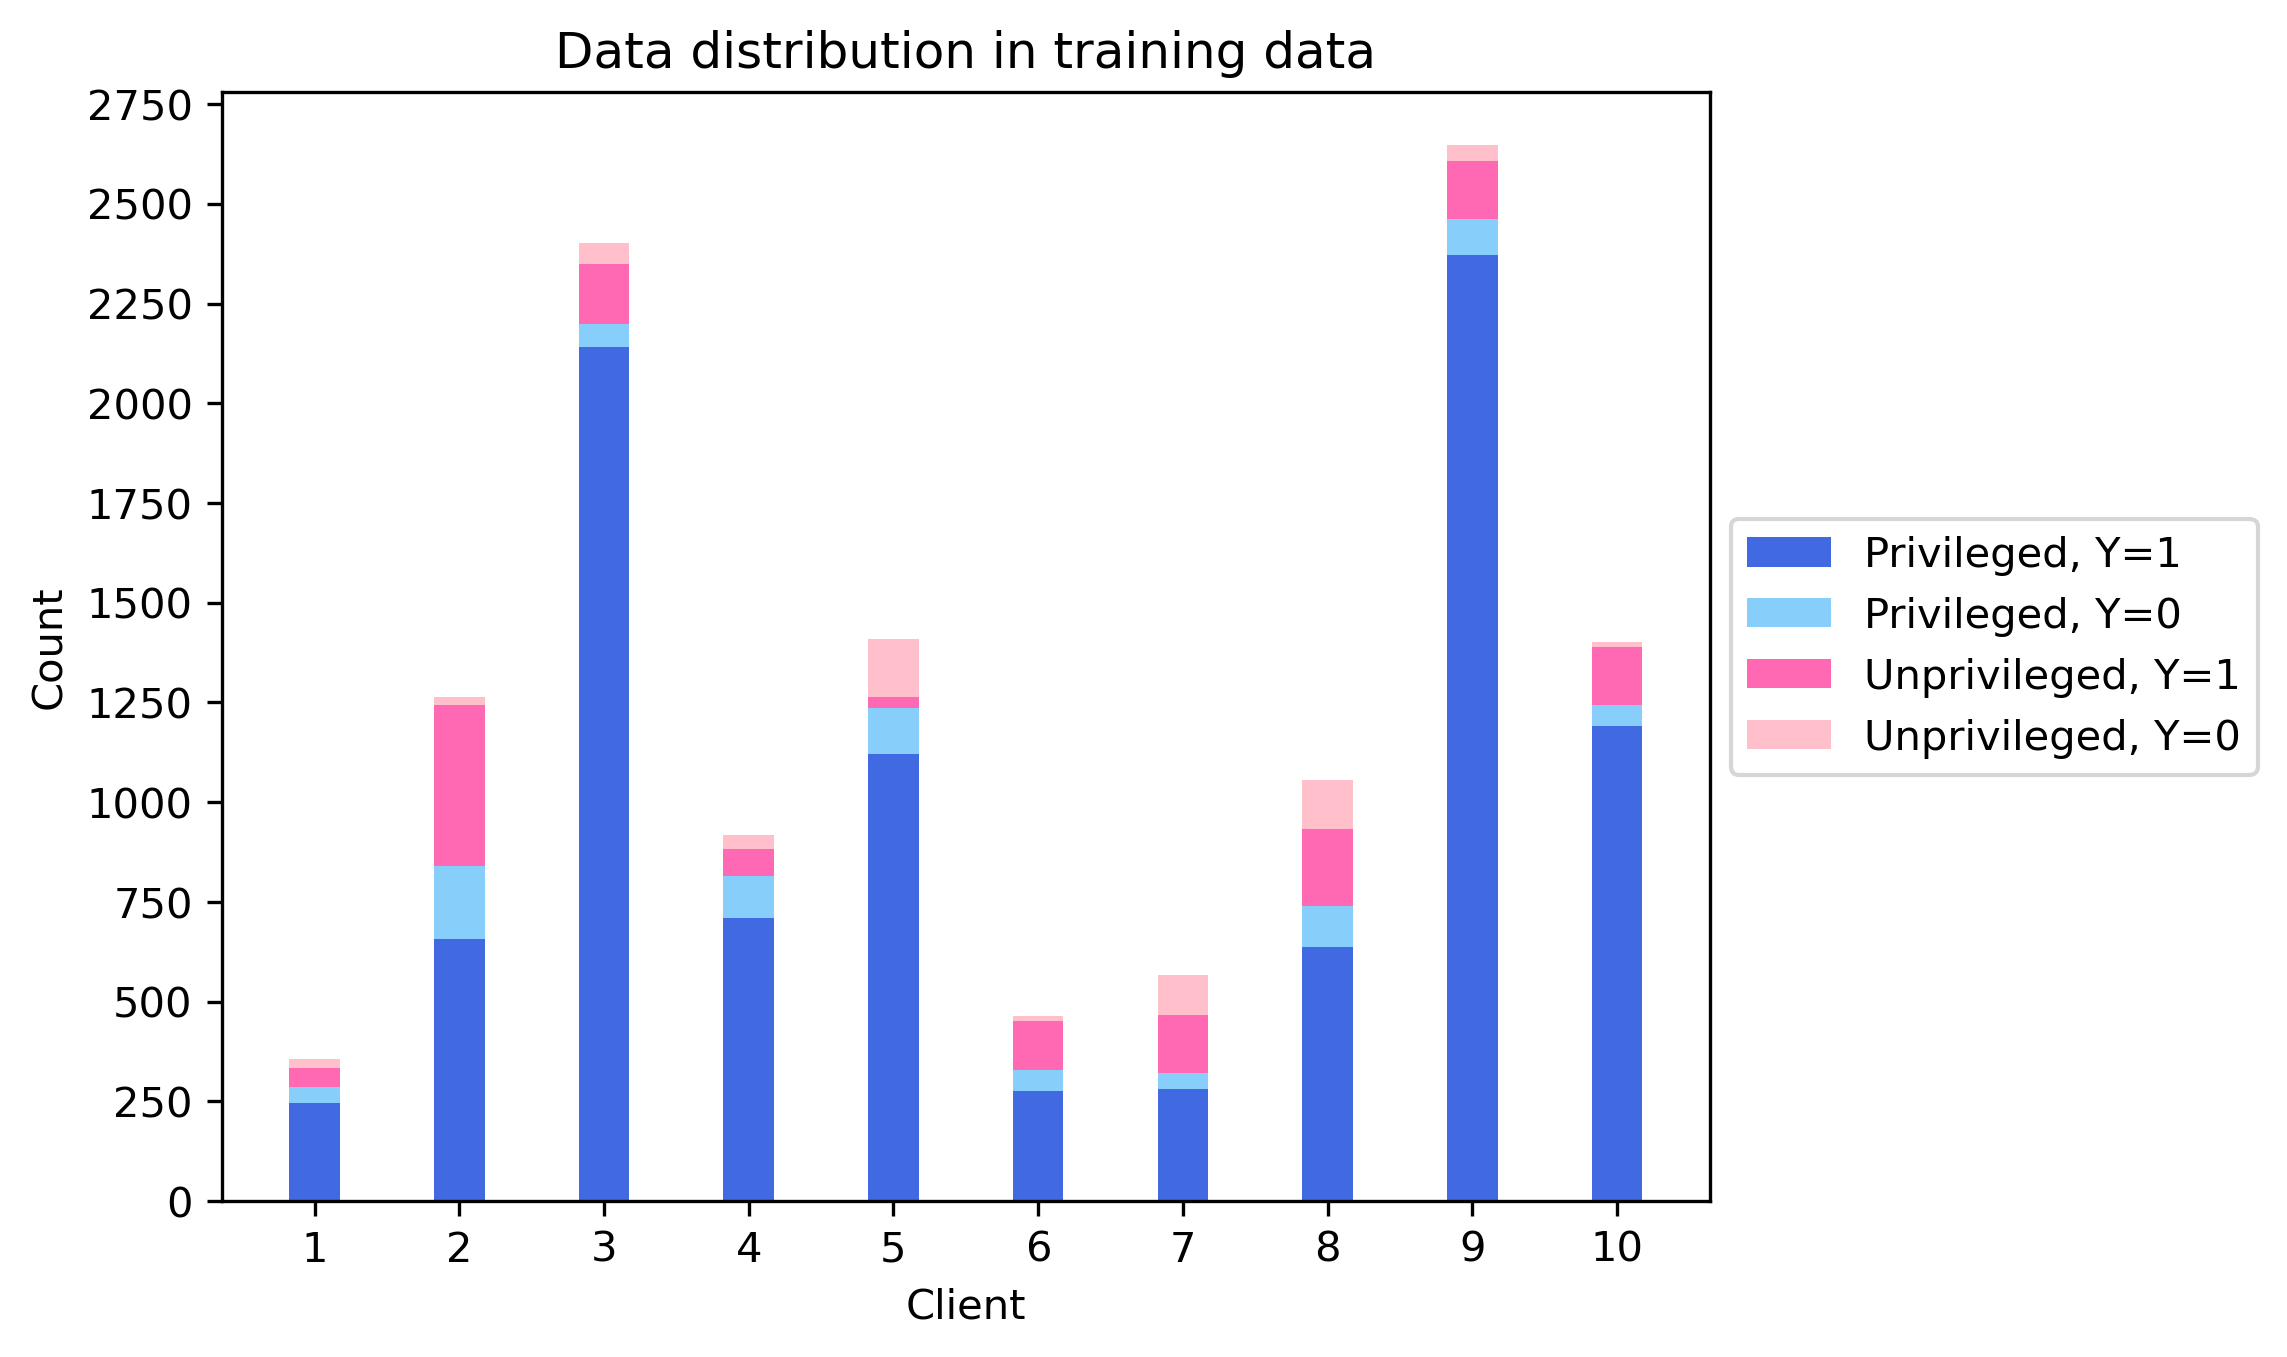 Data distribution in training data
2750
2500
2250
2000
1750
1500
1250
1000
750
500
250
0
Count
1 2 3 4 5 6 7 8 9 10
Client
Privileged, Y=1
Privileged, Y=0
Unprivileged, Y=1
Unprivileged, Y=0